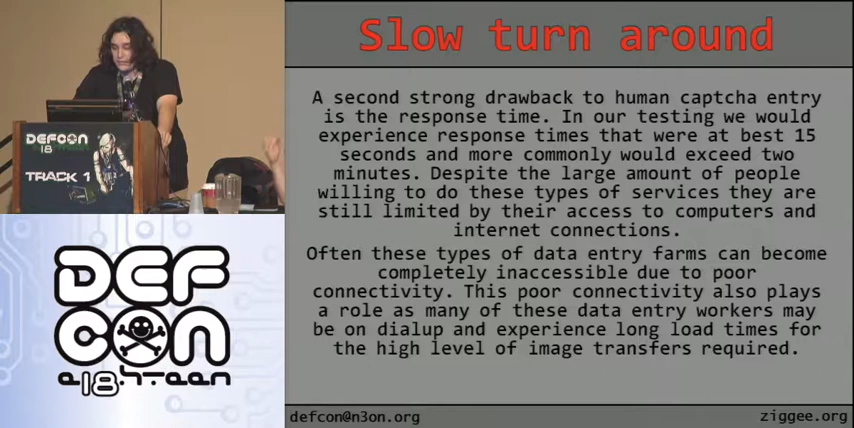 DEFCON
18
TRACK 1
DEF
CON
e18h-teen
Slow turn around
A second strong drawback to human captcha entry
is the response time. In our testing we would
experience response times that were at best 15
seconds and more commonly would exceed two
minutes. Despite the large amount of people
willing to do these types of services they are
still limited by their access to computers and
internet connections.
Often these types of data entry farms can become
completely inaccessible due to poor
connectivity. This poor connectivity also plays
a role as many of these data entry workers may
be on dialup and experience long load times for
the high level of image transfers required.
defcon@n3on.org
ziggee.org